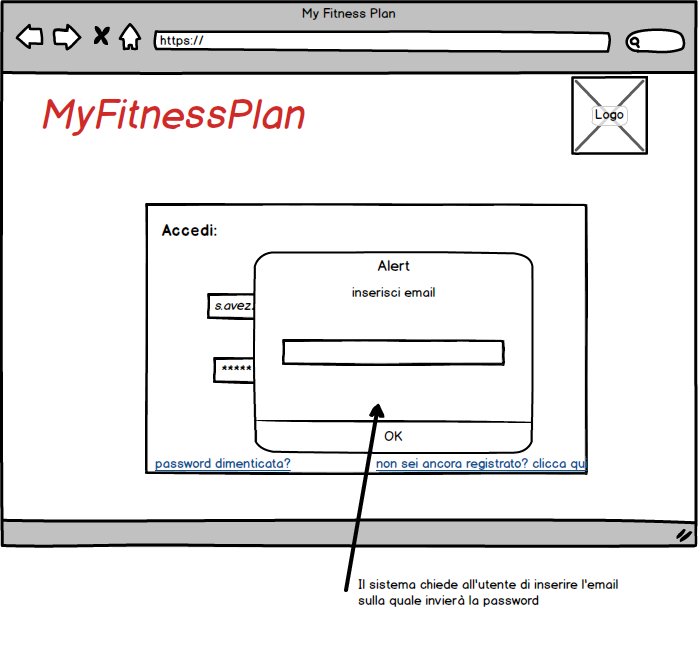 My Fitness Plan
https://
MyFitnessPlan
Logo
Accedi:
Alert
inserisci email
s.avez
*****
OK
password dimenticata?
non sei ancora registrato? clicca qui
Il sistema chiede all'utente di inserire l'email
sulla quale invierà la password